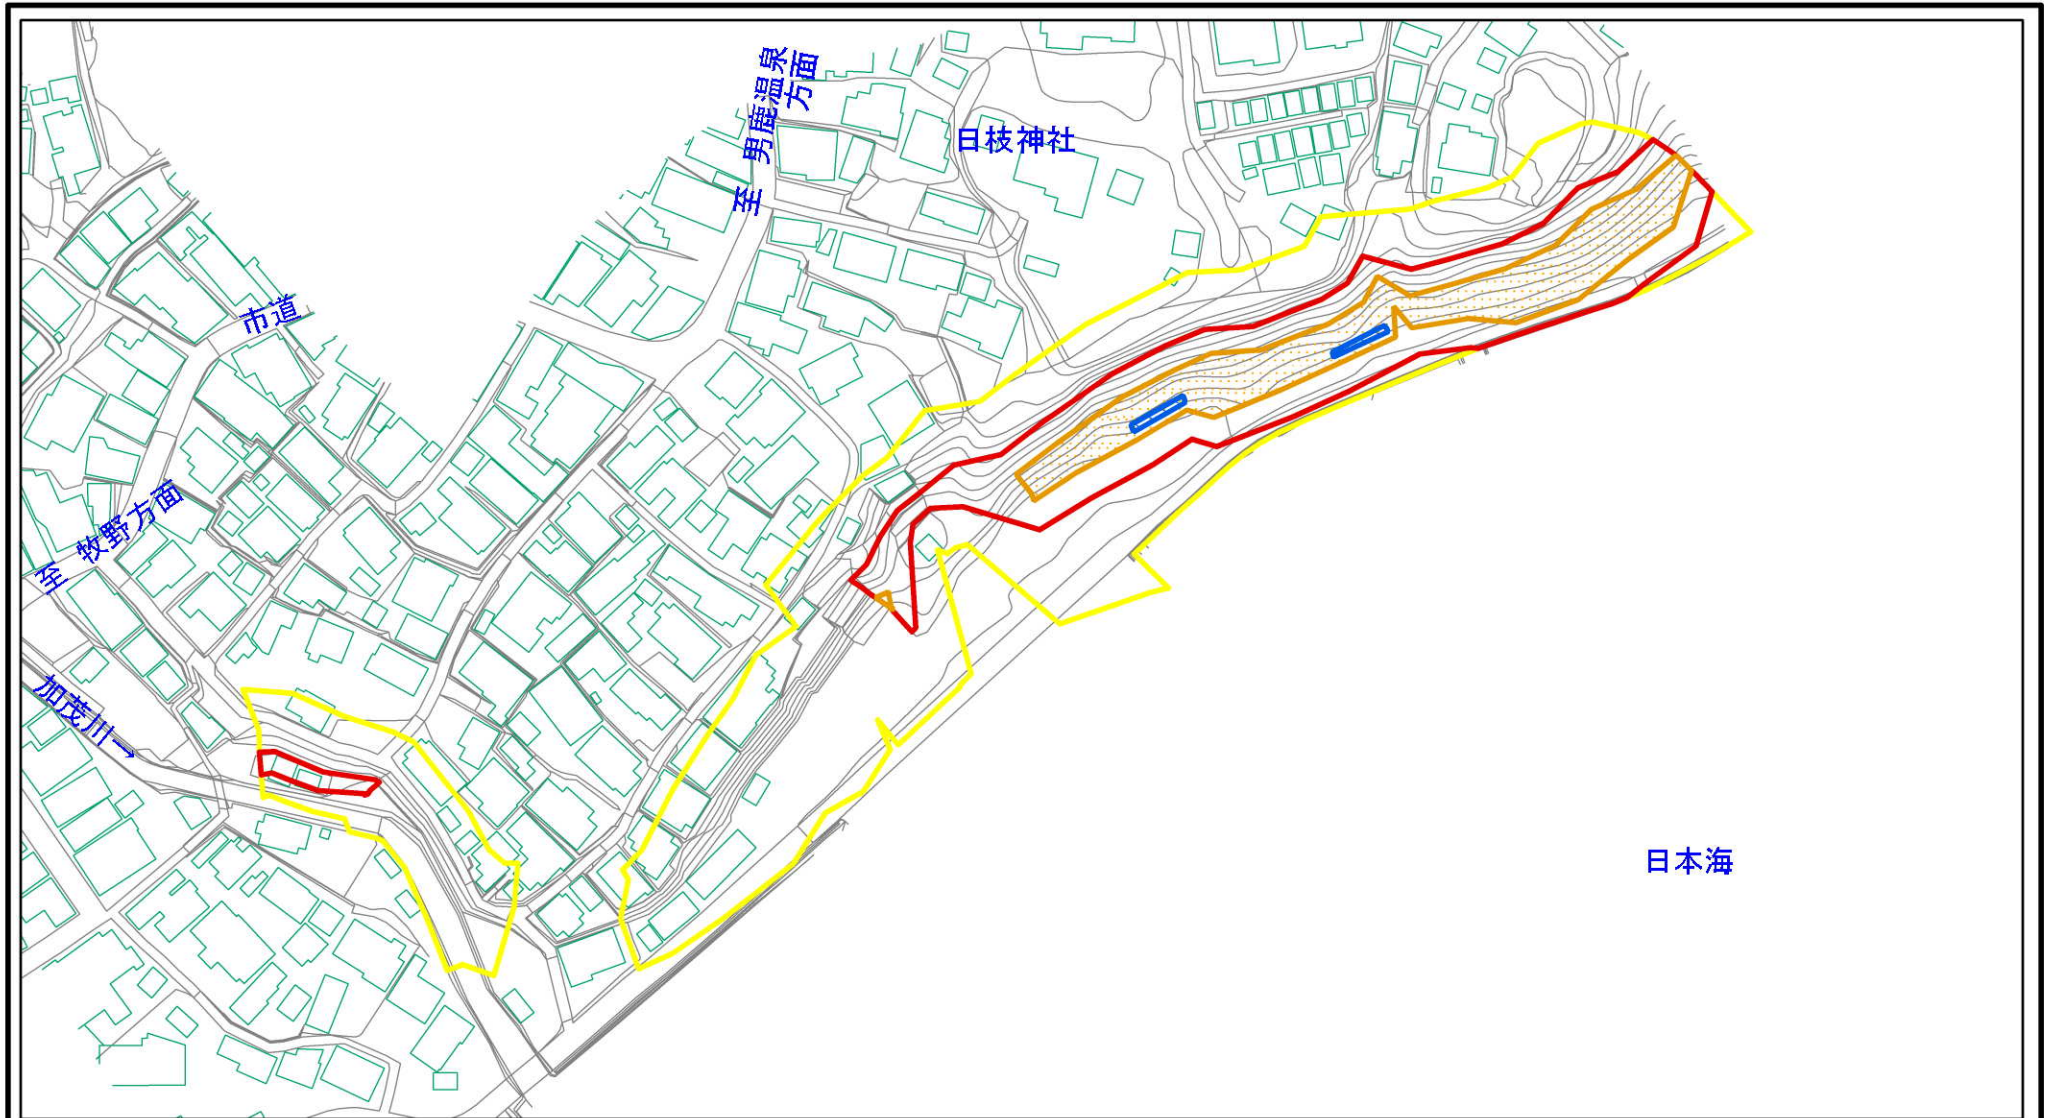 至 男鹿温泉
方面
日枝神社
市道
至 牧野方面
加茂川→
日本海